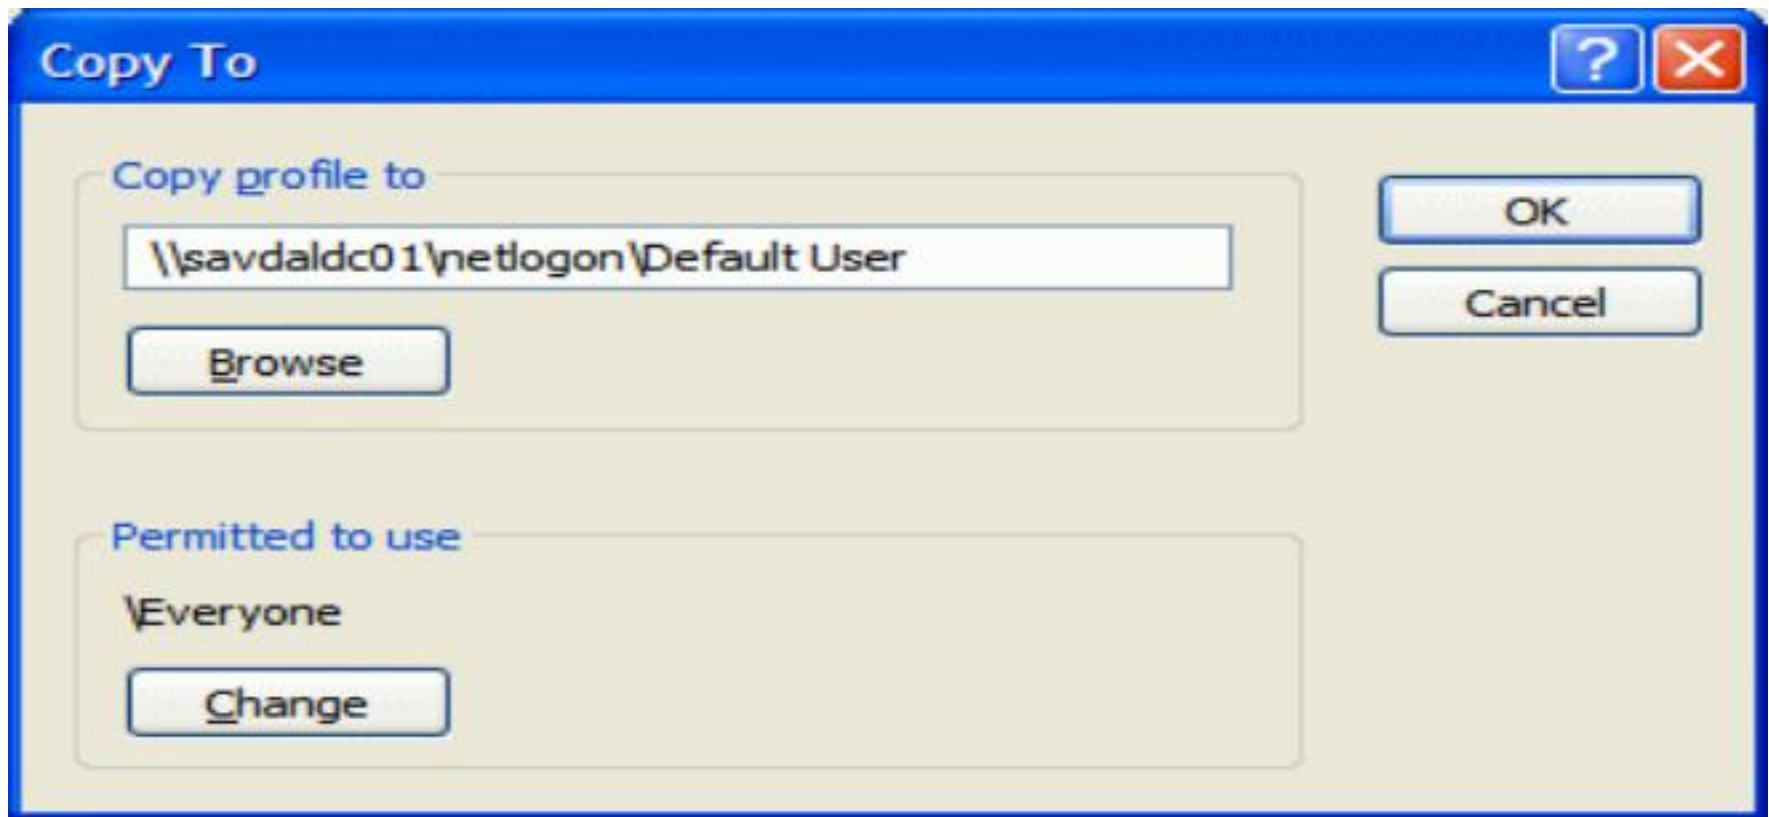 Copy To
Copy profile to
\\savdaldc01\netlogon\Default User
OK
Cancel
Browse
Permitted to use
\Everyone
Change